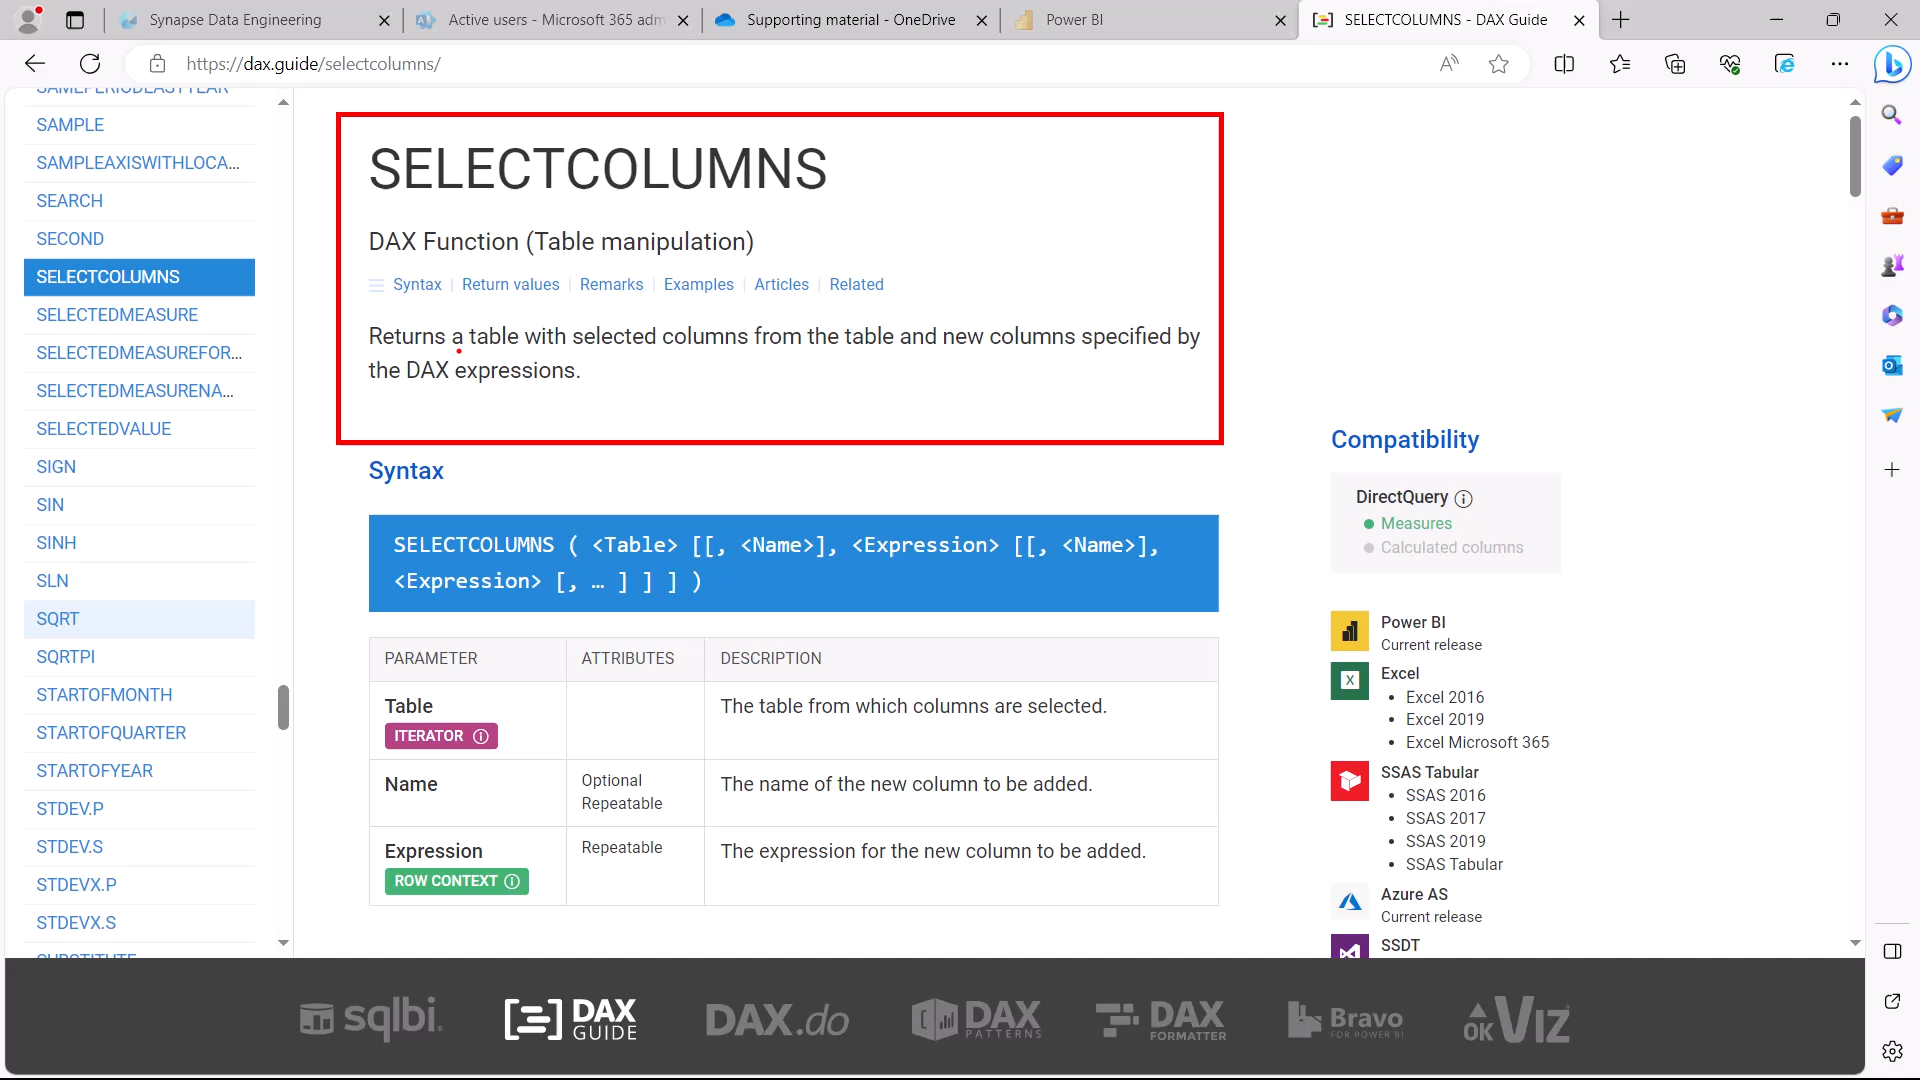 Synapse Data Engineering
Active users - Microsoft 365 adm
Supporting material - OneDrive
Power BI
SELECTCOLUMNS - DAX Guide
https://dax.guide/selectcolumns/
SAMPLE
SAMPLEAXISWITHLOCA...
SEARCH
SECOND
SELECTCOLUMNS
SELECTEDMEASURE
SELECTEDMEASUREFOR...
SELECTEDMEASURENA...
SELECTEDVALUE
SIGN
SIN
SINH
SLN
SQRT
SQRTPI
STARTOFMONTH
STARTOFQUARTER
STARTOFYEAR
STDEV.P
STDEV.S
STDEVX.P
STDEVX.S
SUBSTITUTE
SELECTCOLUMNS
DAX Function (Table manipulation)
Syntax | Return values | Remarks | Examples | Articles | Related
Returns a table with selected columns from the table and new columns specified by
the DAX expressions.
Syntax
SELECTCOLUMNS ( <Table> [[, <Name>], <Expression> [[, <Name>],
<Expression> [, … ] ] ] )
PARAMETER ATTRIBUTES DESCRIPTION
Table The table from which columns are selected.
ITERATOR
Name Optional The name of the new column to be added.
Repeatable
Expression Repeatable The expression for the new column to be added.
ROW CONTEXT
Compatibility
DirectQuery
Measures
Calculated columns
Power BI
Current release
Excel
• Excel 2016
• Excel 2019
• Excel Microsoft 365
SSAS Tabular
• SSAS 2016
• SSAS 2017
• SSAS 2019
• SSAS Tabular
Azure AS
Current release
SSDT
sqlbi.
DAX GUIDE
DAX.do
DAX PATTERNS
DAX FORMATTER
Bravo FOR POWER BI
OK VIZ